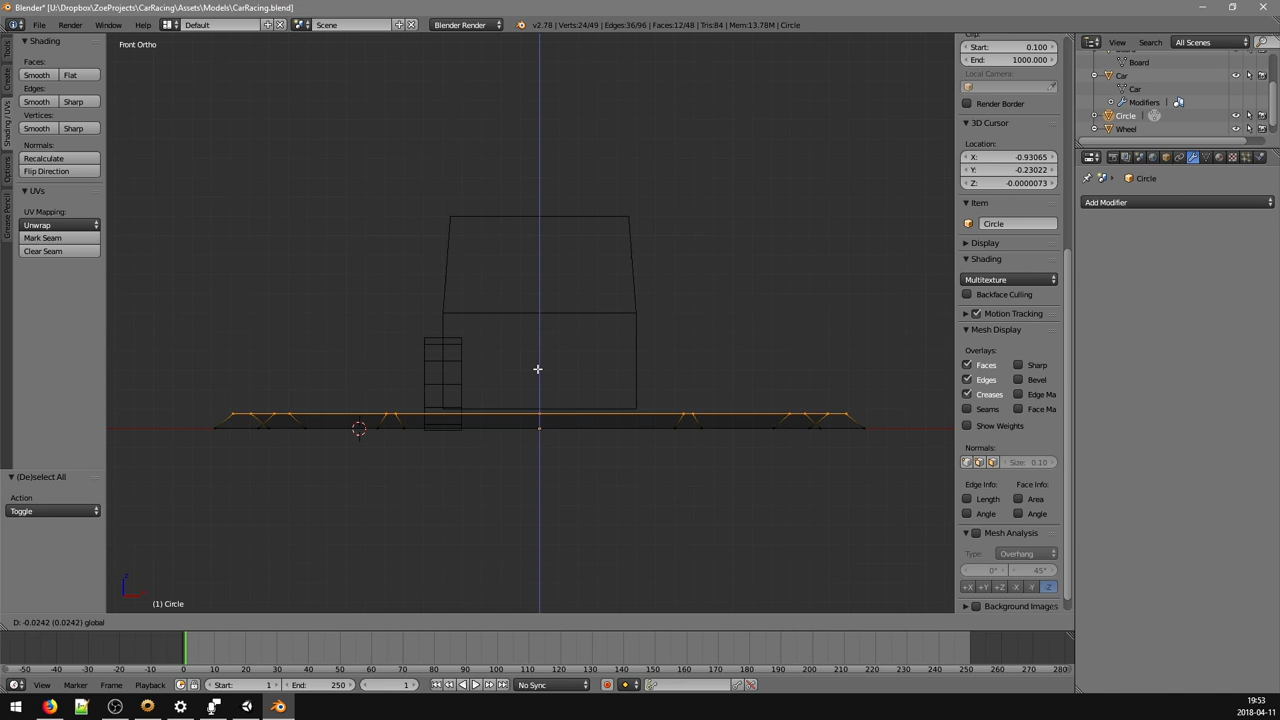 Blender* [U:\Dropbox\ZoeProjects\CarRacing\Assets\Models\CarRacing.blend]
File Render Window Help Default Scene Blender Render v2.78 | Verts:24/49 | Edges:36/96 | Faces:12/48 | Tris:84 | Mem:13.78M | Circle
Tools
Create
Shading / UVs
Options
Grease Pencil
Shading
Faces:
Smooth Flat
Edges:
Smooth Sharp
Vertices:
Smooth Sharp
Normals:
Recalculate
Flip Direction
UVs
UV Mapping:
Unwrap
Mark Seam
Clear Seam
(De)select All
Action
Toggle
Front Ortho
(1) Circle
D: -0.0242 (0.0242) global
Start: 0.100
End: 1000.000
Local Camera:
Render Border
3D Cursor
Location:
X: -0.93065
Y: -0.23022
Z: -0.0000073
Item
Circle
Display
Shading
Multitexture
Backface Culling
Motion Tracking
Mesh Display
Overlays:
Faces Sharp
Edges Bevel
Creases Edge Ma
Seams Face Ma
Show Weights
Normals:
Size: 0.10
Edge Info: Face Info:
Length Area
Angle Angle
Mesh Analysis
Type: Overhang
0° 45°
+X +Y +Z -X -Y -Z
Background Images
View Search All Scenes
Board
Car
Car
Modifiers
Circle
Wheel
Circle
Add Modifier
-50 -40 -30 -20 -10 0 10 20 30 40 50 60 70 80 90 100 110 120 130 140 150 160 170 180 190 200 210 220 230 240 250 260 270 280
View Marker Frame Playback Start: 1 End: 250 1 No Sync
19:53
2018-04-11